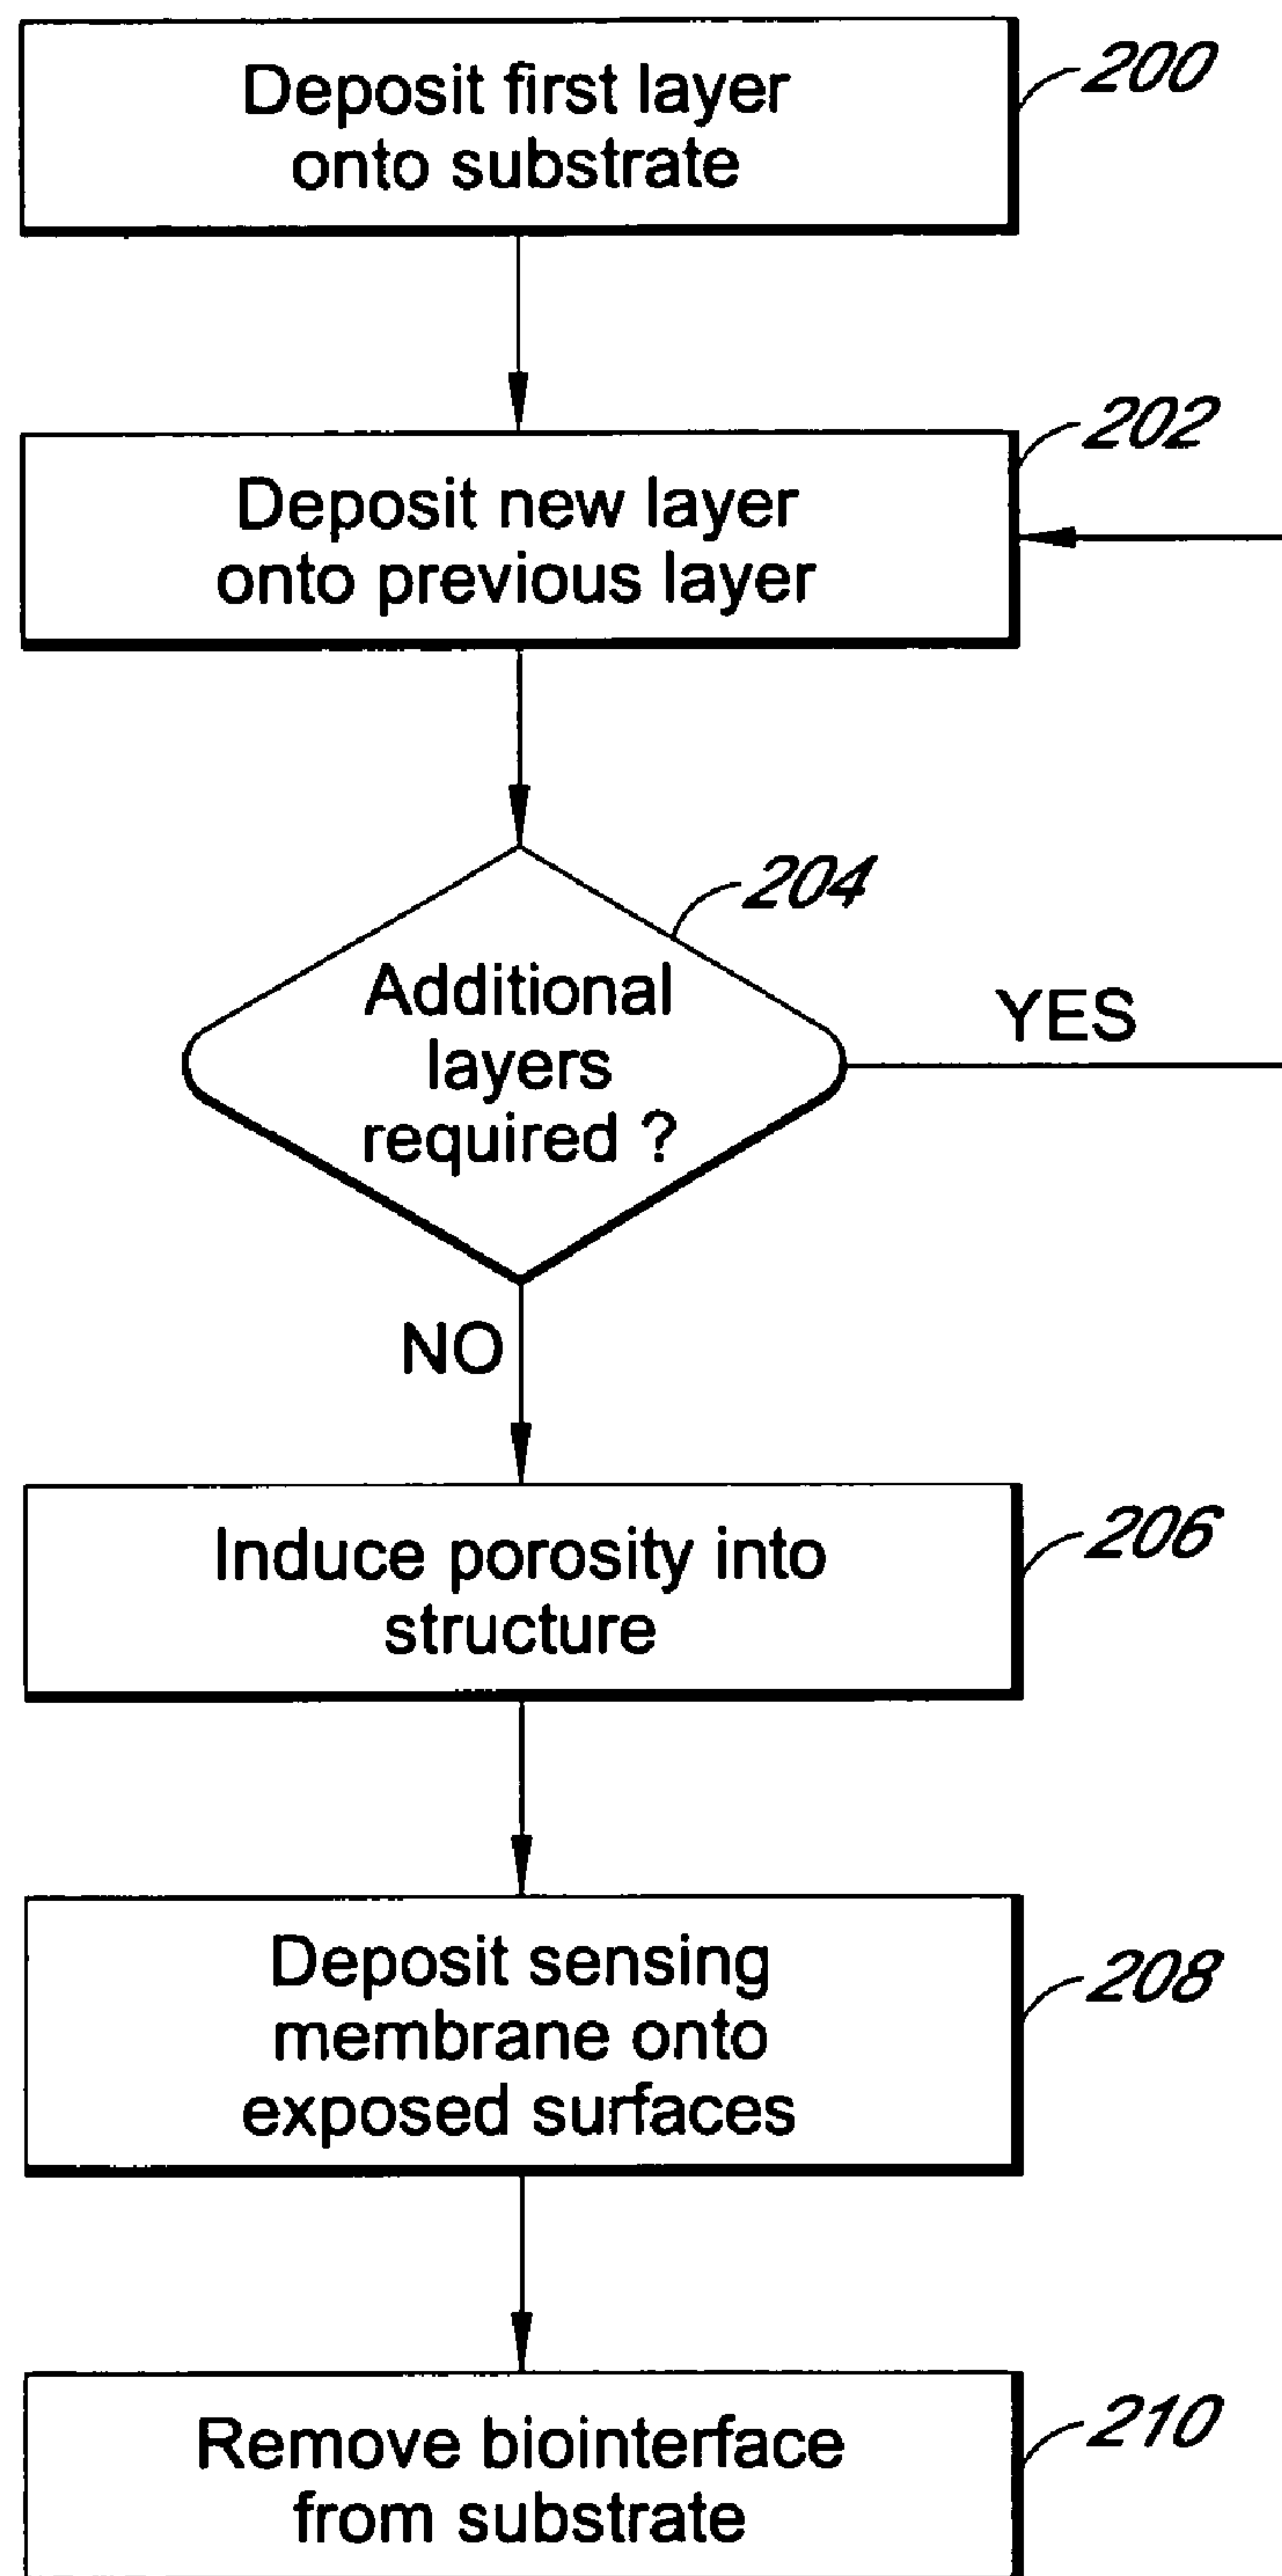 Deposit first layer
onto substrate
200
Deposit new layer
onto previous layer
202
Additional
layers
required ?
204
YES
NO
Induce porosity into
structure
206
Deposit sensing
membrane onto
exposed surfaces
208
Remove biointerface
from substrate
210